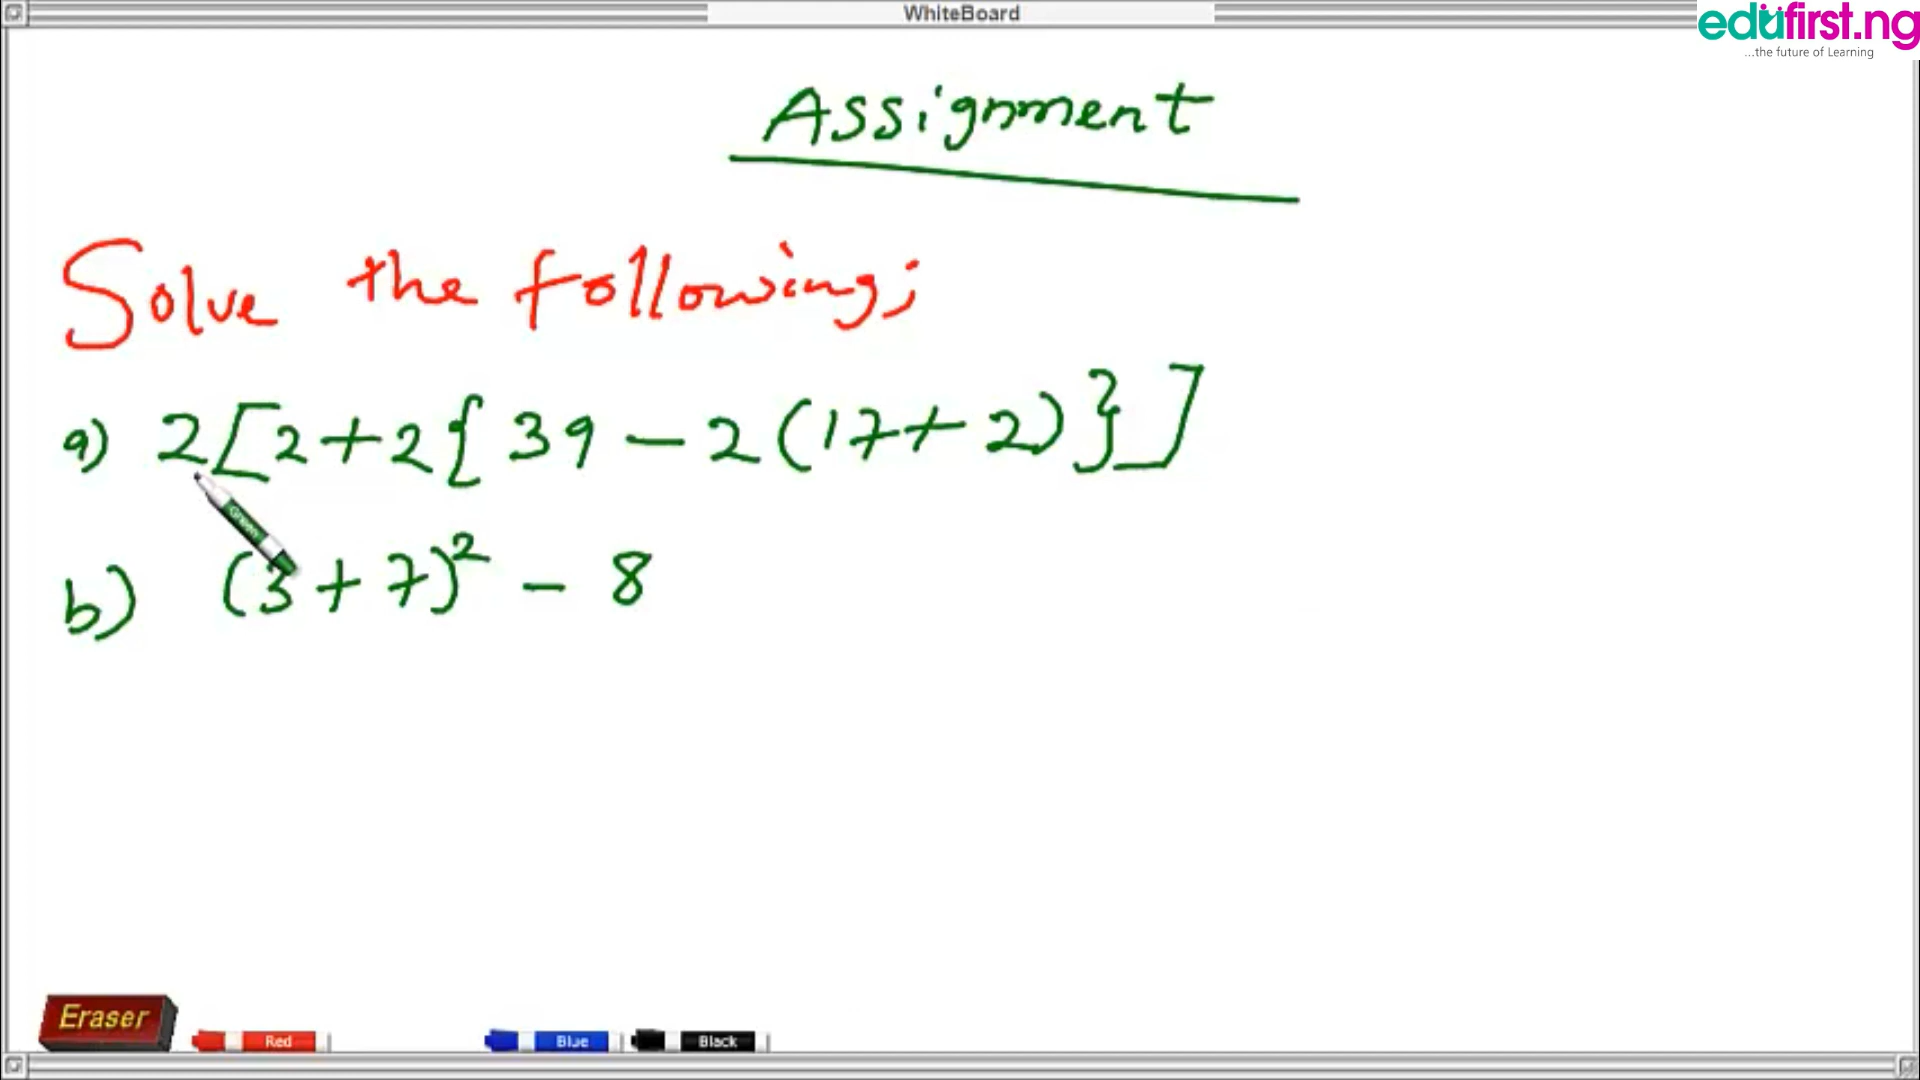 WhiteBoard
edufirst.ng
...the future of Learning
Assignment
Solve the following;
a) 2[2+2{39-2(17+2)}]
Green
b) (3+7)² - 8
Eraser
Red
Blue
Black